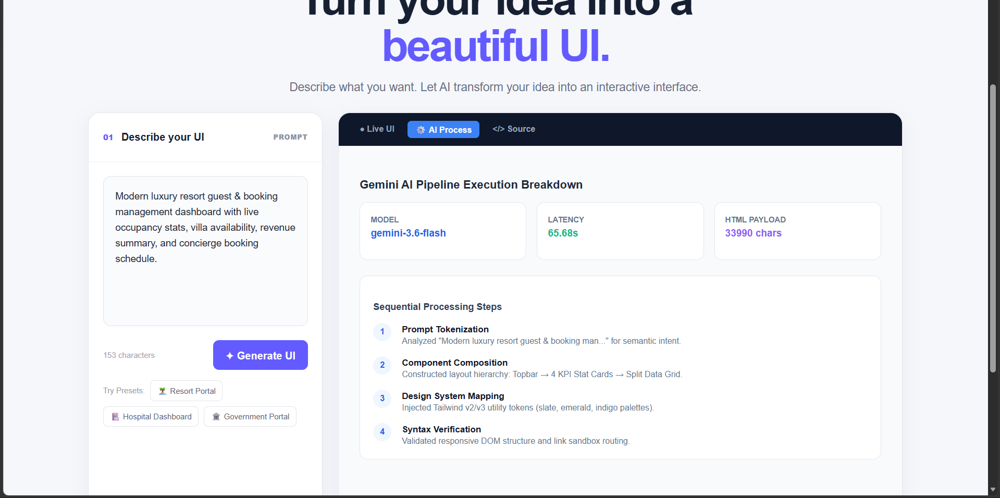 Turn your idea into a
beautiful UI.
Describe what you want. Let AI transform your idea into an interactive interface.
01 Describe your UI PROMPT
Modern luxury resort guest & booking
management dashboard with live
occupancy stats, villa availability, revenue
summary, and concierge booking
schedule.
153 characters
✦ Generate UI
Try Presets:
🏝️ Resort Portal
🏥 Hospital Dashboard
🏛️ Government Portal
● Live UI
⚙️ AI Process
</> Source
Gemini AI Pipeline Execution Breakdown
MODEL
gemini-3.6-flash
LATENCY
65.68s
HTML PAYLOAD
33990 chars
Sequential Processing Steps
1 Prompt Tokenization
Analyzed "Modern luxury resort guest & booking man..." for semantic intent.
2 Component Composition
Constructed layout hierarchy: Topbar → 4 KPI Stat Cards → Split Data Grid.
3 Design System Mapping
Injected Tailwind v2/v3 utility tokens (slate, emerald, indigo palettes).
4 Syntax Verification
Validated responsive DOM structure and link sandbox routing.